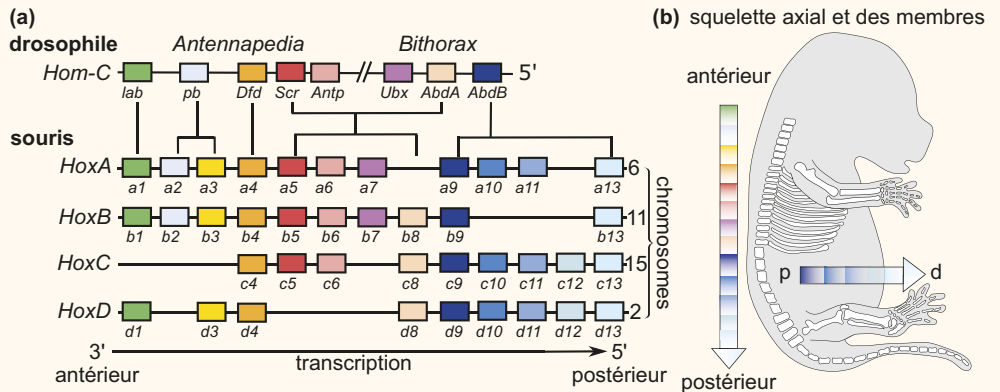 (a)
drosophile
Antennapedia Bithorax
Hom-C 5'
lab pb Dfd Scr Antp Ubx AbdA AbdB
souris
HoxA 6
a1 a2 a3 a4 a5 a6 a7 a9 a10 a11 a13
HoxB 11
b1 b2 b3 b4 b5 b6 b7 b8 b9 b13
HoxC 15
c4 c5 c6 c8 c9 c10 c11 c12 c13
HoxD 2
d1 d3 d4 d8 d9 d10 d11 d12 d13
chromosomes
3' transcription 5'
antérieur postérieur
(b) squelette axial et des membres
antérieur
p d
postérieur